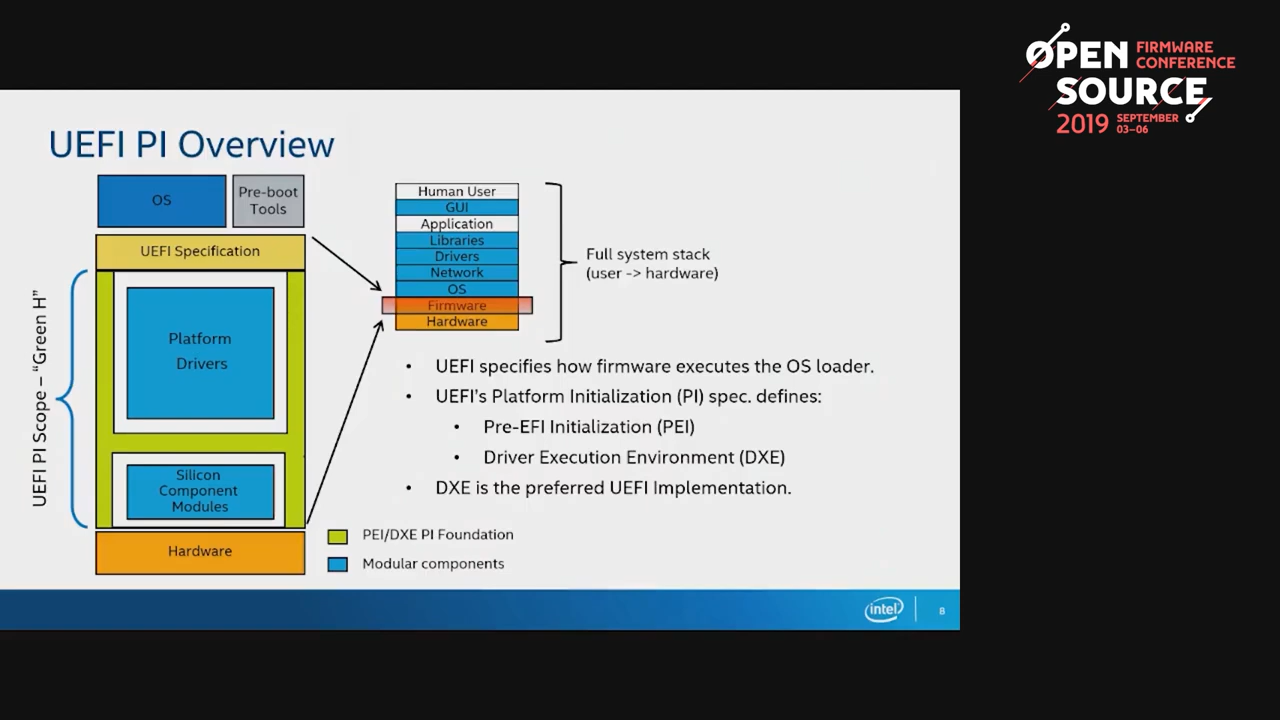 OPEN FIRMWARE
CONFERENCE
SOURCE
2019 SEPTEMBER
03–06
UEFI PI Overview
OS
Pre-boot
Tools
UEFI Specification
UEFI PI Scope – “Green H”
Platform
Drivers
Silicon
Component
Modules
Hardware
Human User
GUI
Application
Libraries
Drivers
Network
OS
Firmware
Hardware
Full system stack
(user -> hardware)
• UEFI specifies how firmware executes the OS loader.
• UEFI’s Platform Initialization (PI) spec. defines:
• Pre-EFI Initialization (PEI)
• Driver Execution Environment (DXE)
• DXE is the preferred UEFI Implementation.
PEI/DXE PI Foundation
Modular components
intel
8